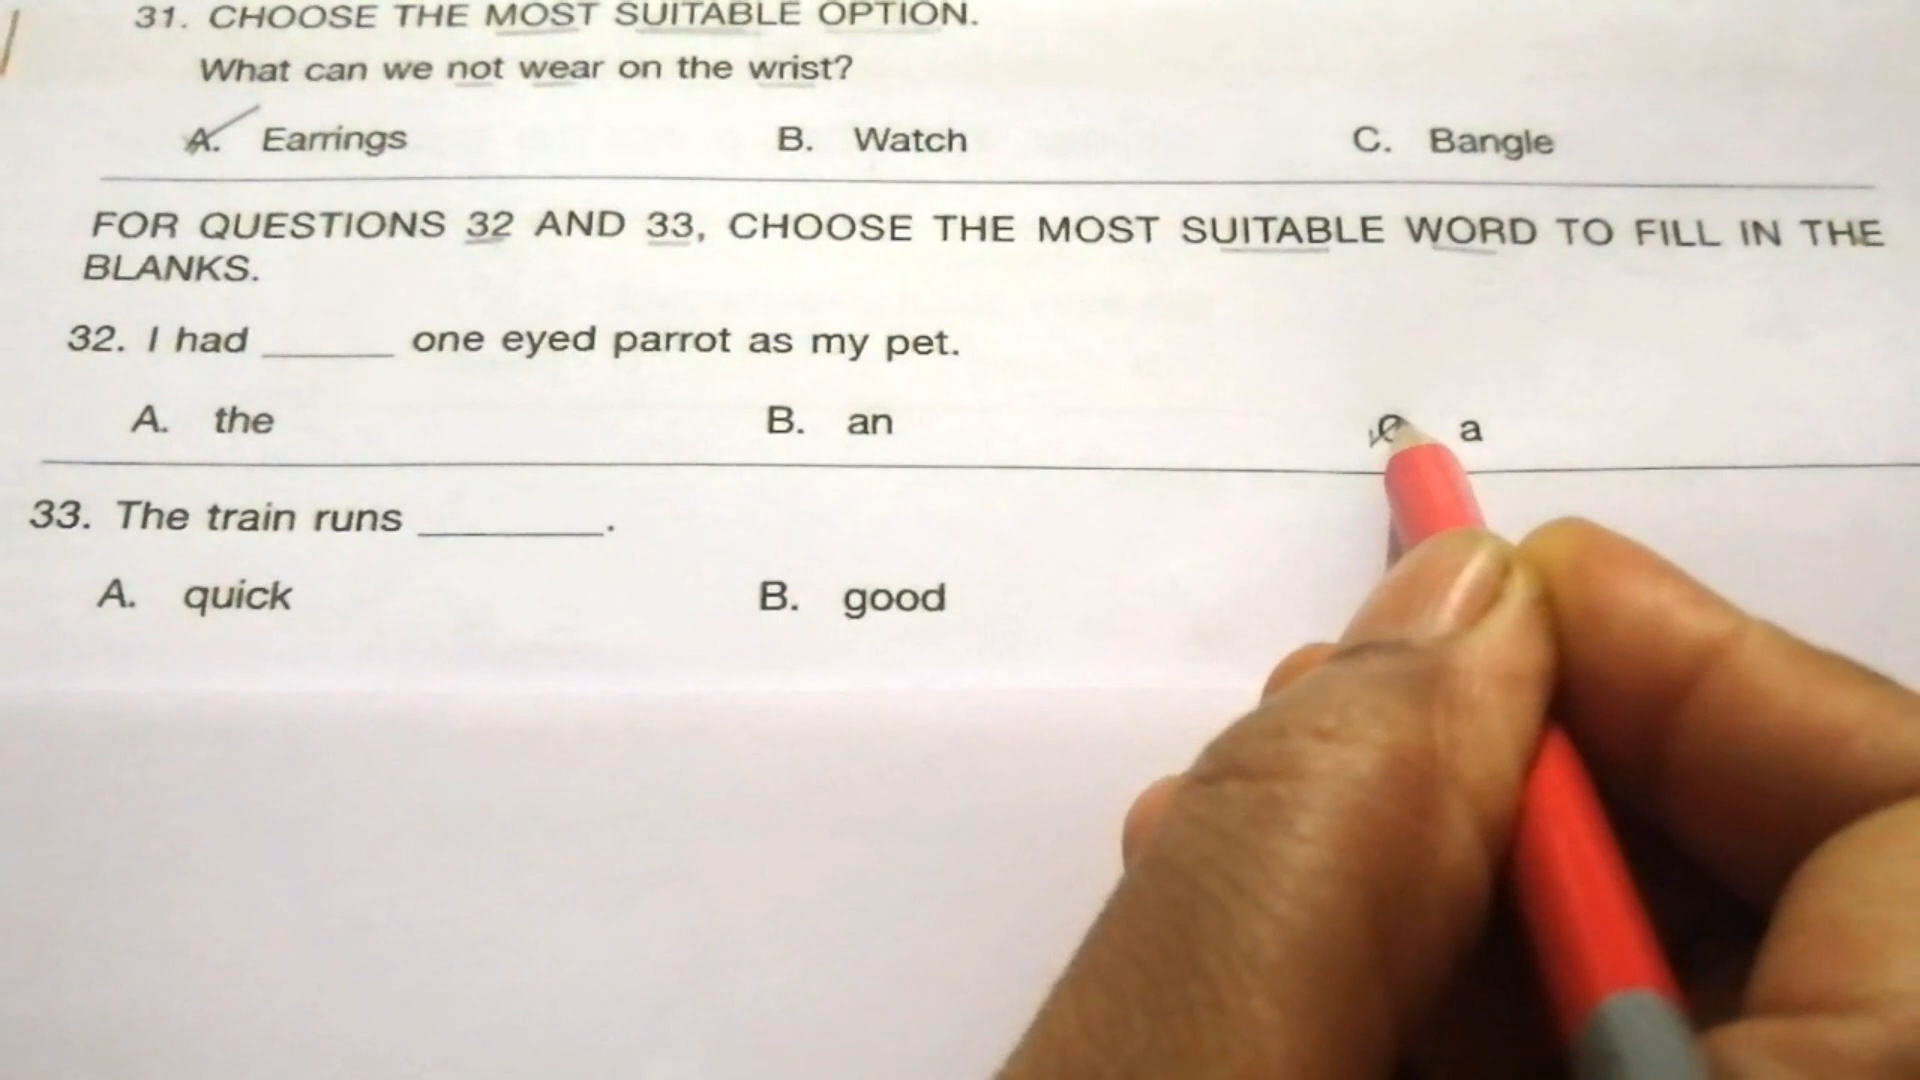 31. CHOOSE THE MOST SUITABLE OPTION.
What can we not wear on the wrist?
A. Earrings B. Watch C. Bangle
FOR QUESTIONS 32 AND 33, CHOOSE THE MOST SUITABLE WORD TO FILL IN THE
BLANKS.
32. I had ______ one eyed parrot as my pet.
A. the B. an C. a
33. The train runs ________.
A. quick B. good